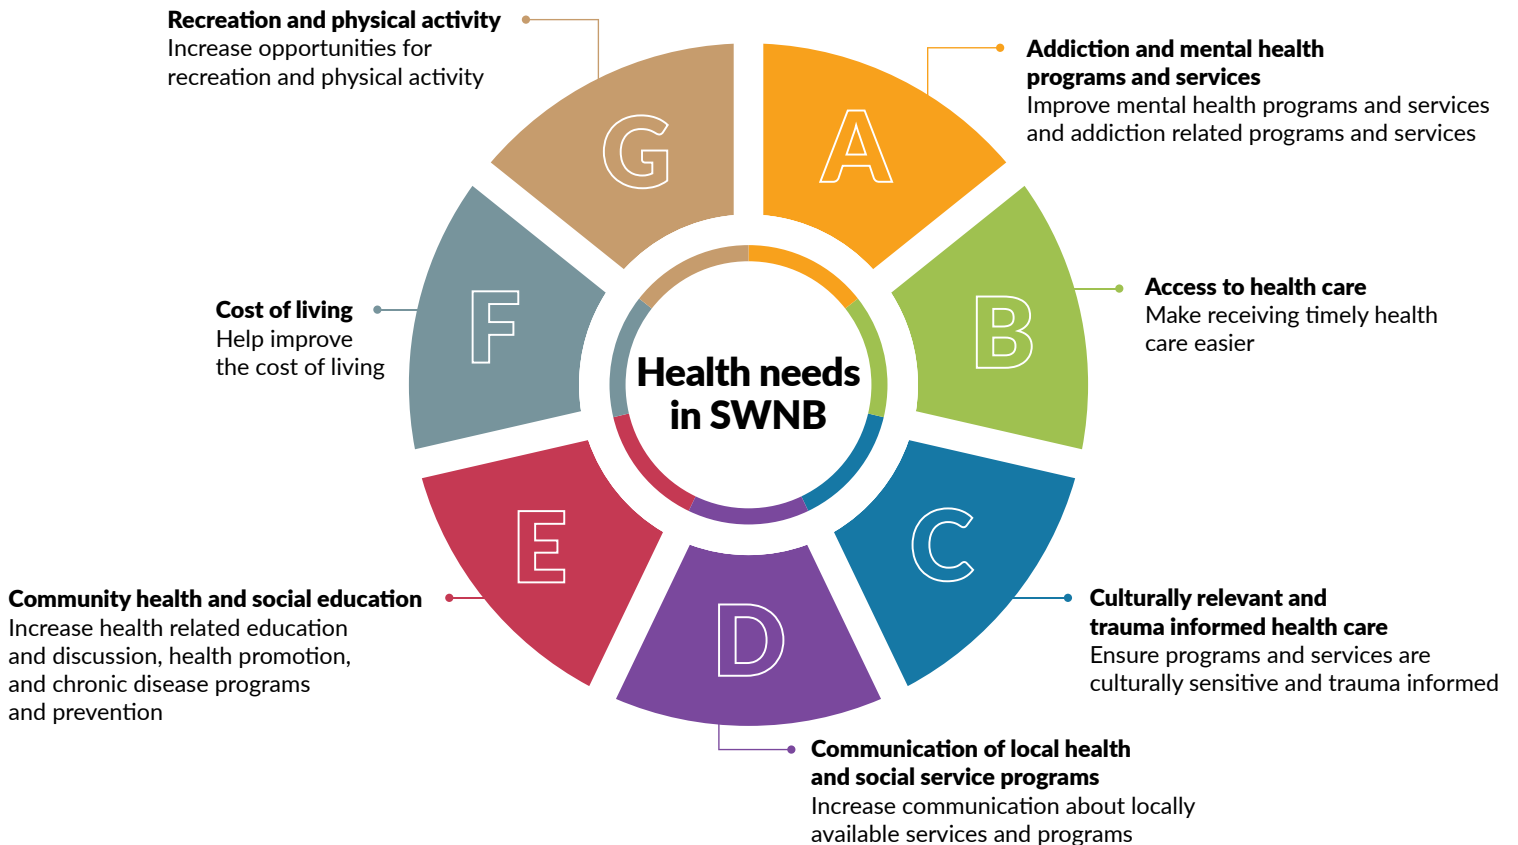 Recreation and physical activity
Increase opportunities for
recreation and physical activity
Addiction and mental health
programs and services
Improve mental health programs and services
and addiction related programs and services
G
A
Cost of living
Help improve
the cost of living
F
B
Access to health care
Make receiving timely health
care easier
Health needs
in SWNB
E
C
Community health and social education
Increase health related education
and discussion, health promotion,
and chronic disease programs
and prevention
D
Culturally relevant and
trauma informed health care
Ensure programs and services are
culturally sensitive and trauma informed
Communication of local health
and social service programs
Increase communication about locally
available services and programs